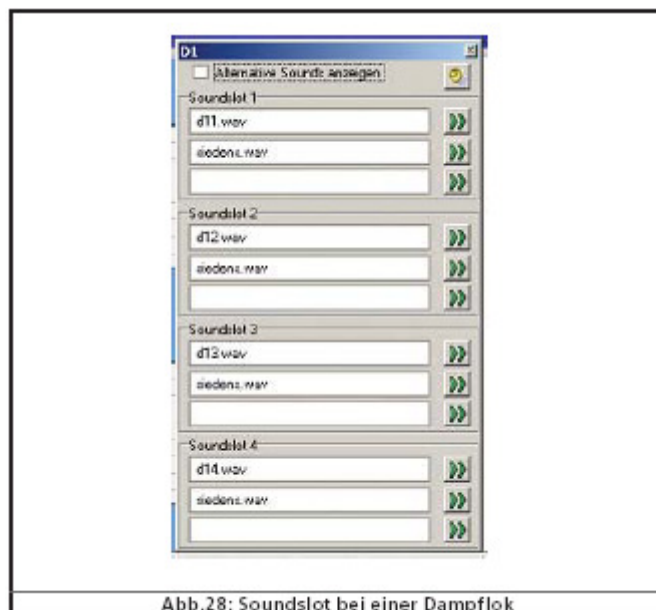 D1
Alternative Sounds anzeigen
Soundslot 1
d11.wav
siedens.wav
Soundslot 2
d12.wav
siedens.wav
Soundslot 3
d13.wav
siedens.wav
Soundslot 4
d14.wav
siedens.wav
Abb.28: Soundslot bei einer Dampflok